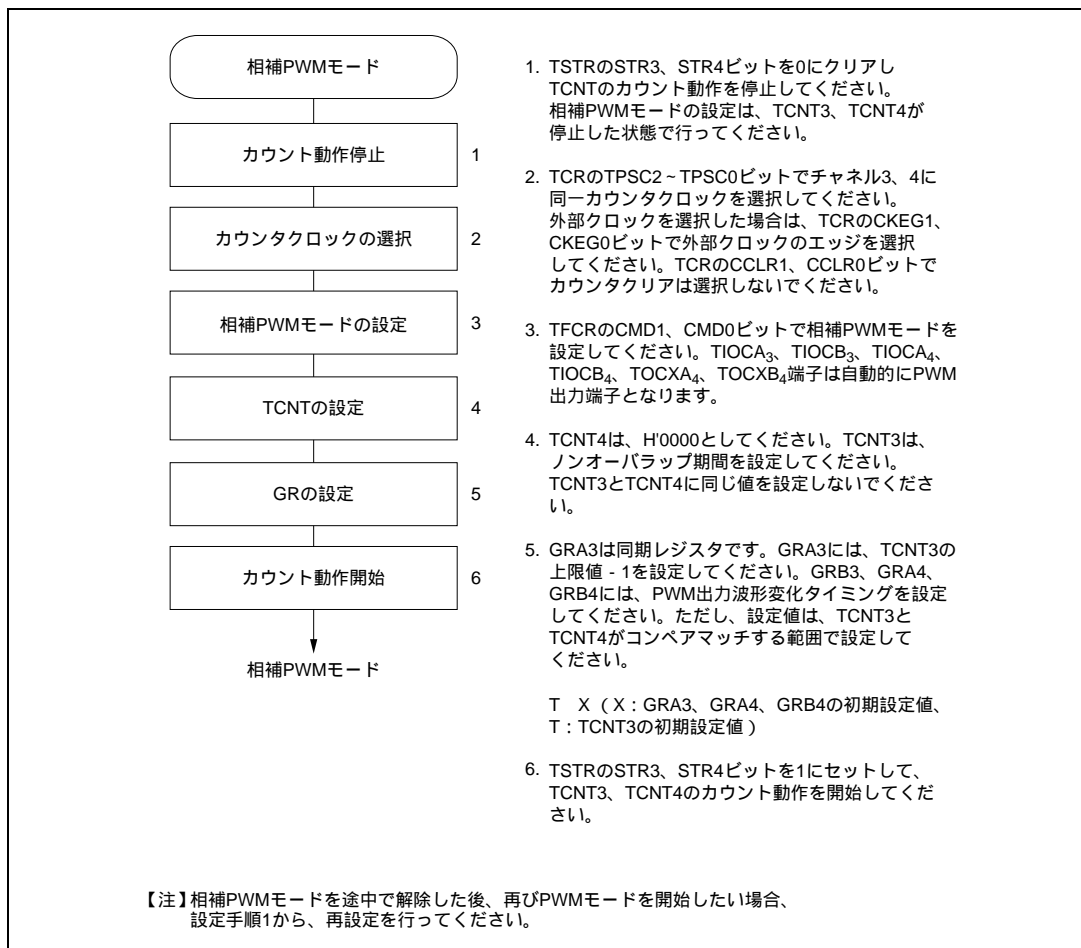 相補PWMモード
カウント動作停止 1
カウンタクロックの選択 2
相補PWMモードの設定 3
TCNTの設定 4
GRの設定 5
カウント動作開始 6
相補PWMモード
1. TSTRのSTR3、STR4ビットを0にクリアし
TCNTのカウント動作を停止してください。
相補PWMモードの設定は、TCNT3、TCNT4が
停止した状態で行ってください。
2. TCRのTPSC2~TPSC0ビットでチャネル3、4に
同一カウンタクロックを選択してください。
外部クロックを選択した場合は、TCRのCKEG1、
CKEG0ビットで外部クロックのエッジを選択
してください。TCRのCCLR1、CCLR0ビットで
カウンタクリアは選択しないでください。
3. TFCRのCMD1、CMD0ビットで相補PWMモードを
設定してください。TIOCA₃、TIOCB₃、TIOCA₄、
TIOCB₄、TOCXA₄、TOCXB₄端子は自動的にPWM
出力端子となります。
4. TCNT4は、H'0000としてください。TCNT3は、
ノンオーバラップ期間を設定してください。
TCNT3とTCNT4に同じ値を設定しないでくださ
い。
5. GRA3は同期レジスタです。GRA3には、TCNT3の
上限値 - 1を設定してください。GRB3、GRA4、
GRB4には、PWM出力波形変化タイミングを設定
してください。ただし、設定値は、TCNT3と
TCNT4がコンペアマッチする範囲で設定して
ください。
T X（X：GRA3、GRA4、GRB4の初期設定値、
T：TCNT3の初期設定値）
6. TSTRのSTR3、STR4ビットを1にセットして、
TCNT3、TCNT4のカウント動作を開始してくだ
さい。
【注】相補PWMモードを途中で解除した後、再びPWMモードを開始したい場合、
設定手順1から、再設定を行ってください。